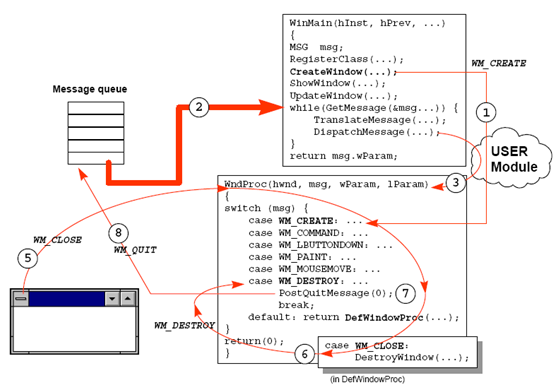 WinMain(hInst, hPrev, ...)
{
MSG msg;
RegisterClass(...);
CreateWindow(...);
ShowWindow(...);
UpdateWindow(...);
while(GetMessage(&msg...)) {
TranslateMessage(...);
DispatchMessage(...);
}
return msg.wParam;
WM_CREATE
Message queue
2
1
USER
Module
3
WndProc(hwnd, msg, wParam, lParam)
{
switch (msg) {
case WM_CREATE: ...
case WM_COMMAND: ...
case WM_LBUTTONDOWN: ...
case WM_PAINT: ...
case WM_MOUSEMOVE: ...
case WM_DESTROY: ...
PostQuitMessage(0);
break;
default: return DefWindowProc(...);
}
return(0);
}
8
WM_CLOSE
WM_QUIT
5
7
WM_DESTROY
6
case WM_CLOSE:
DestroyWindow(...);
(in DefWindowProc)